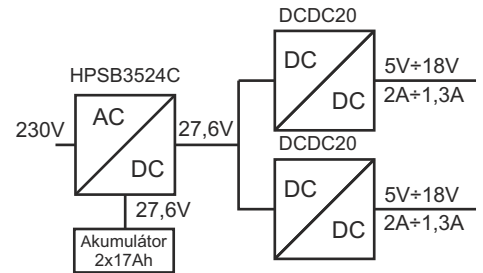 DCDC20
DC
DC
5V÷18V
2A÷1,3A
HPSB3524C
230V
AC
DC
27,6V
27,6V
Akumulátor
2x17Ah
DCDC20
DC
DC
5V÷18V
2A÷1,3A